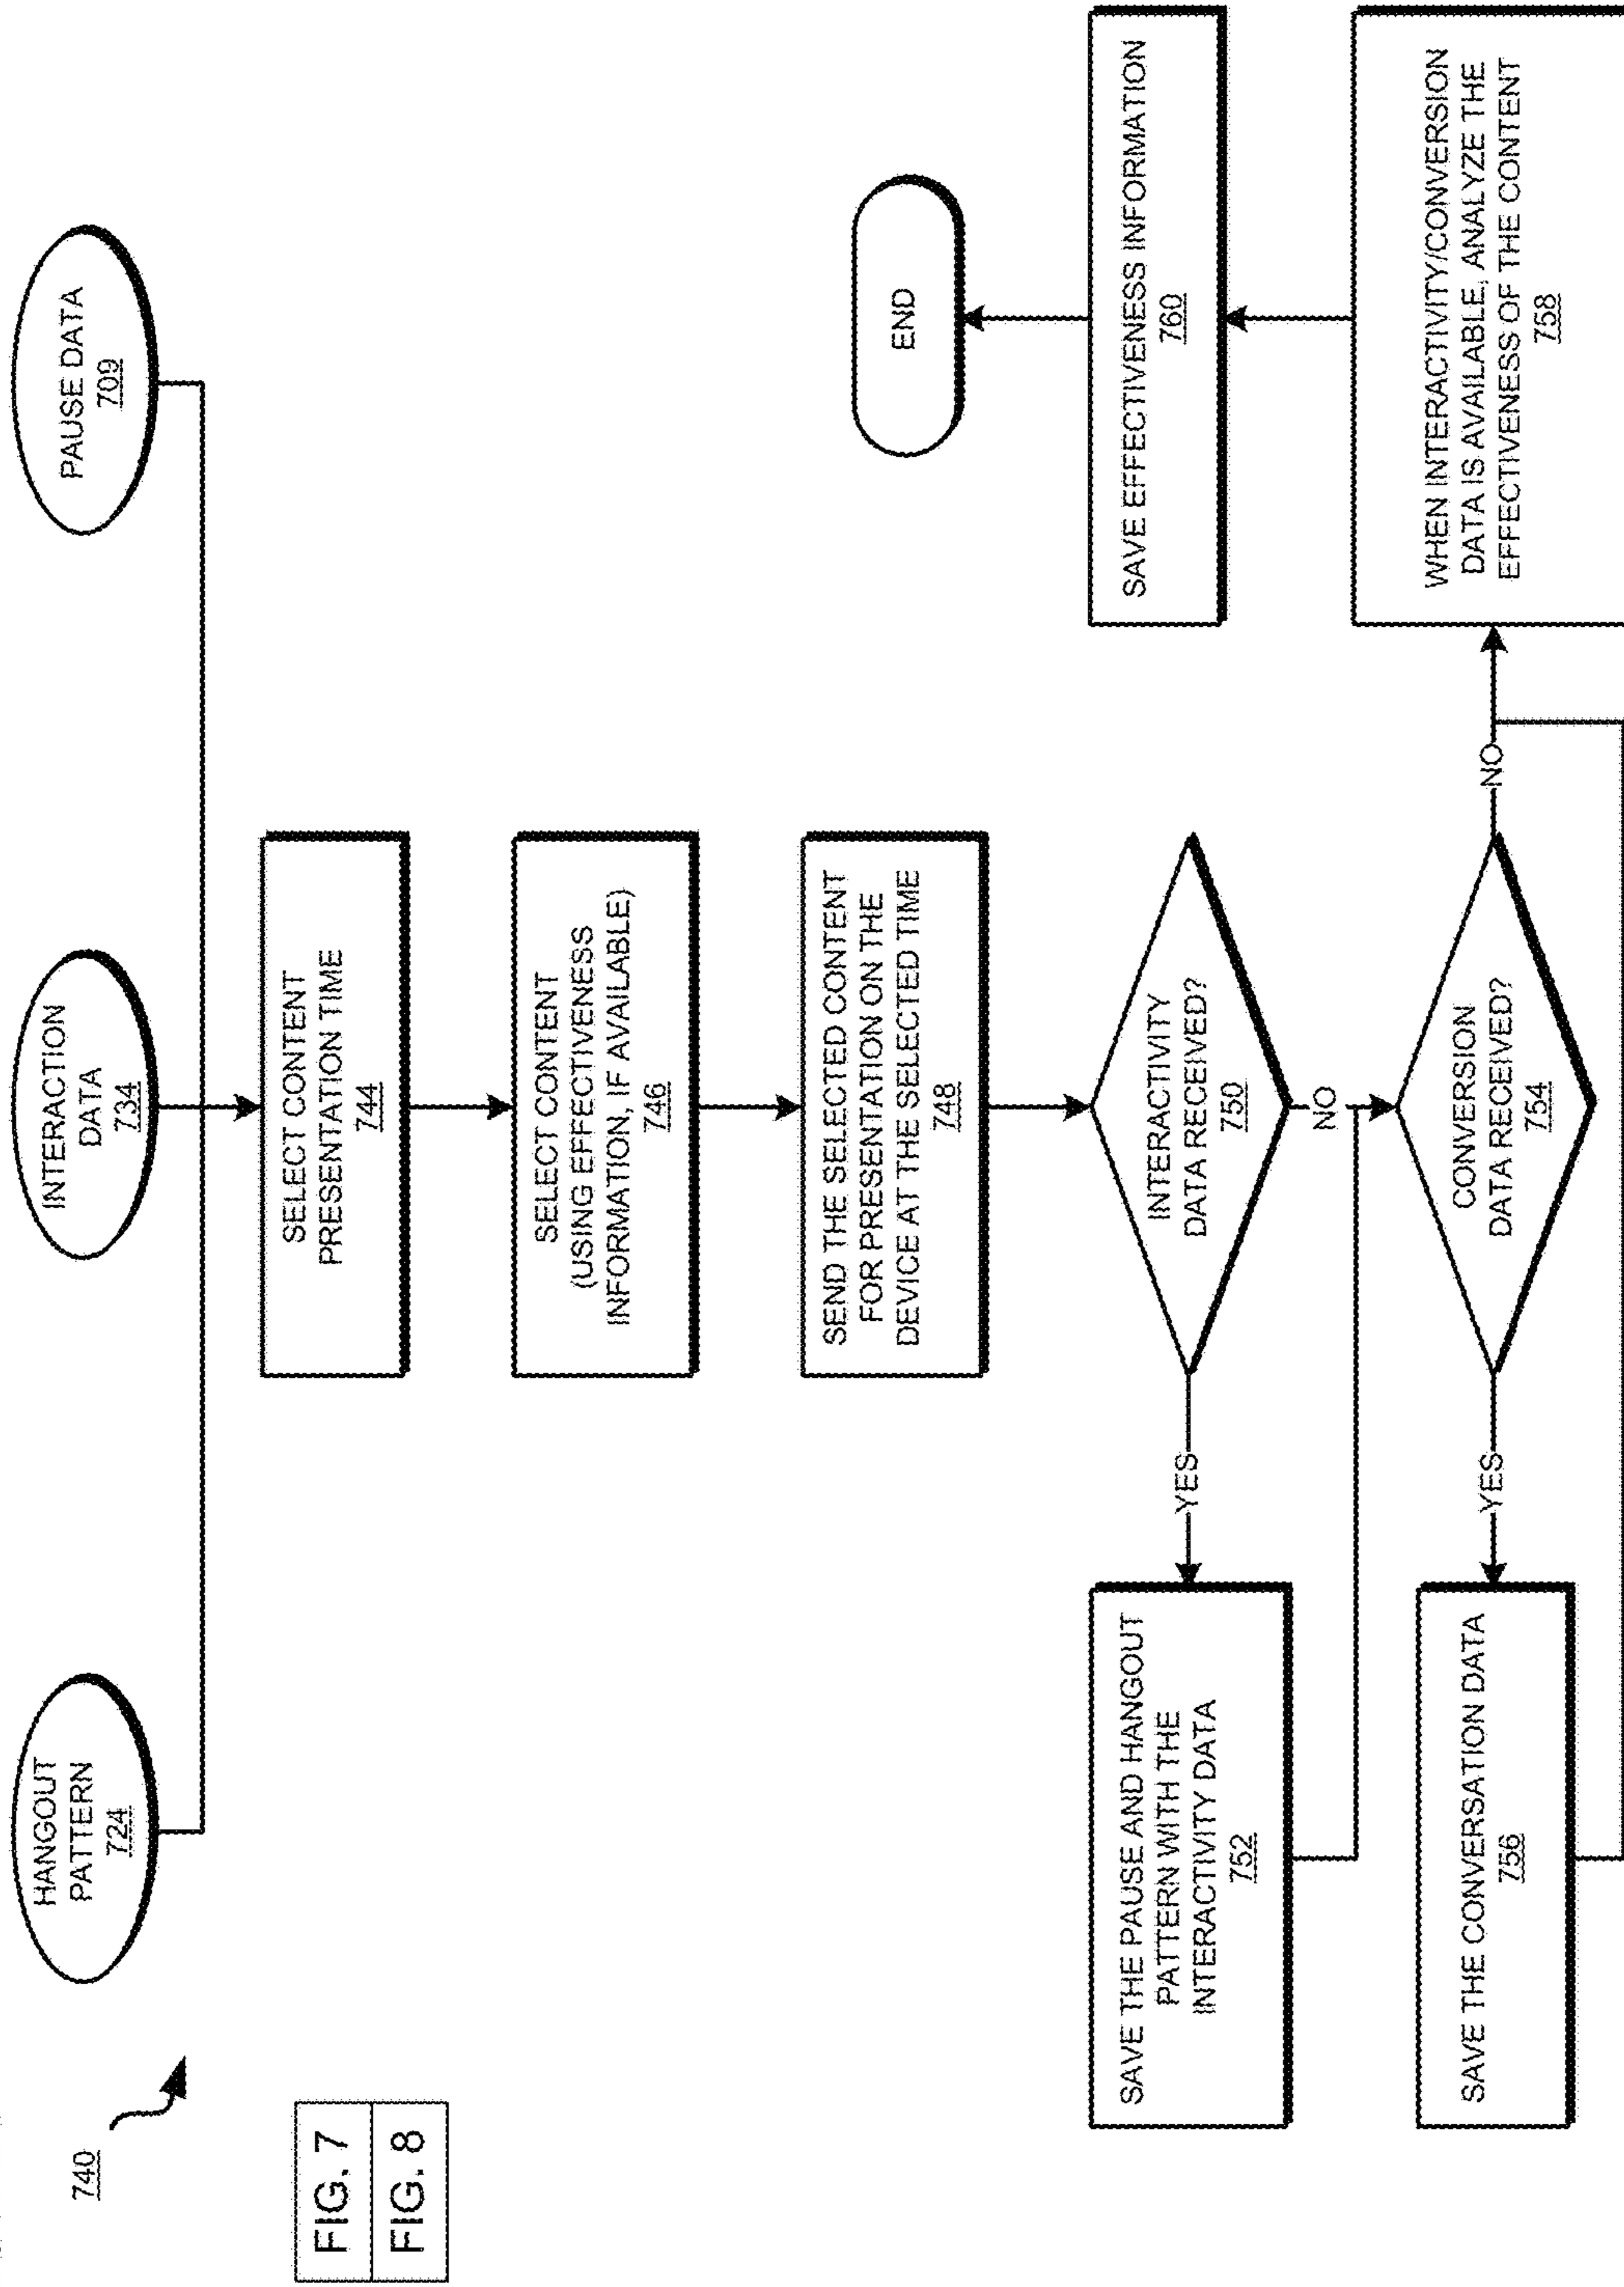 740
FIG. 7
FIG. 8
HANGOUT
PATTERN
724
INTERACTION
DATA
734
PAUSE DATA
709
SELECT CONTENT
PRESENTATION TIME
744
SELECT CONTENT
(USING EFFECTIVENESS
INFORMATION, IF AVAILABLE)
746
SEND THE SELECTED CONTENT
FOR PRESENTATION ON THE
DEVICE AT THE SELECTED TIME
748
INTERACTIVITY
DATA RECEIVED?
750
YES
NO
SAVE THE PAUSE AND HANGOUT
PATTERN WITH THE
INTERACTIVITY DATA
752
CONVERSION
DATA RECEIVED?
754
YES
NO
SAVE THE CONVERSATION DATA
756
WHEN INTERACTIVITY/CONVERSION
DATA IS AVAILABLE, ANALYZE THE
EFFECTIVENESS OF THE CONTENT
758
SAVE EFFECTIVENESS INFORMATION
760
END